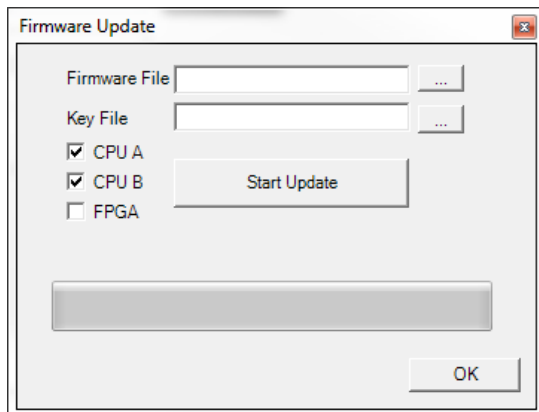 Firmware Update
Firmware File
...
Key File
...
CPU A
CPU B
FPGA
Start Update
OK